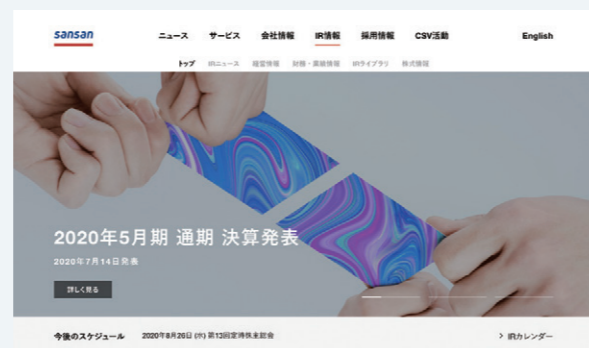 sansan
ニュース サービス 会社情報 IR情報 採用情報 CSV活動 English
トップ IRニュース 経営情報 財務・業績情報 IRライブラリ 株式情報
2020年5月期 通期 決算発表
2020年7月14日発表
詳しく見る
今後のスケジュール 2020年8月26日 (水) 第13回定時株主総会 > IRカレンダー